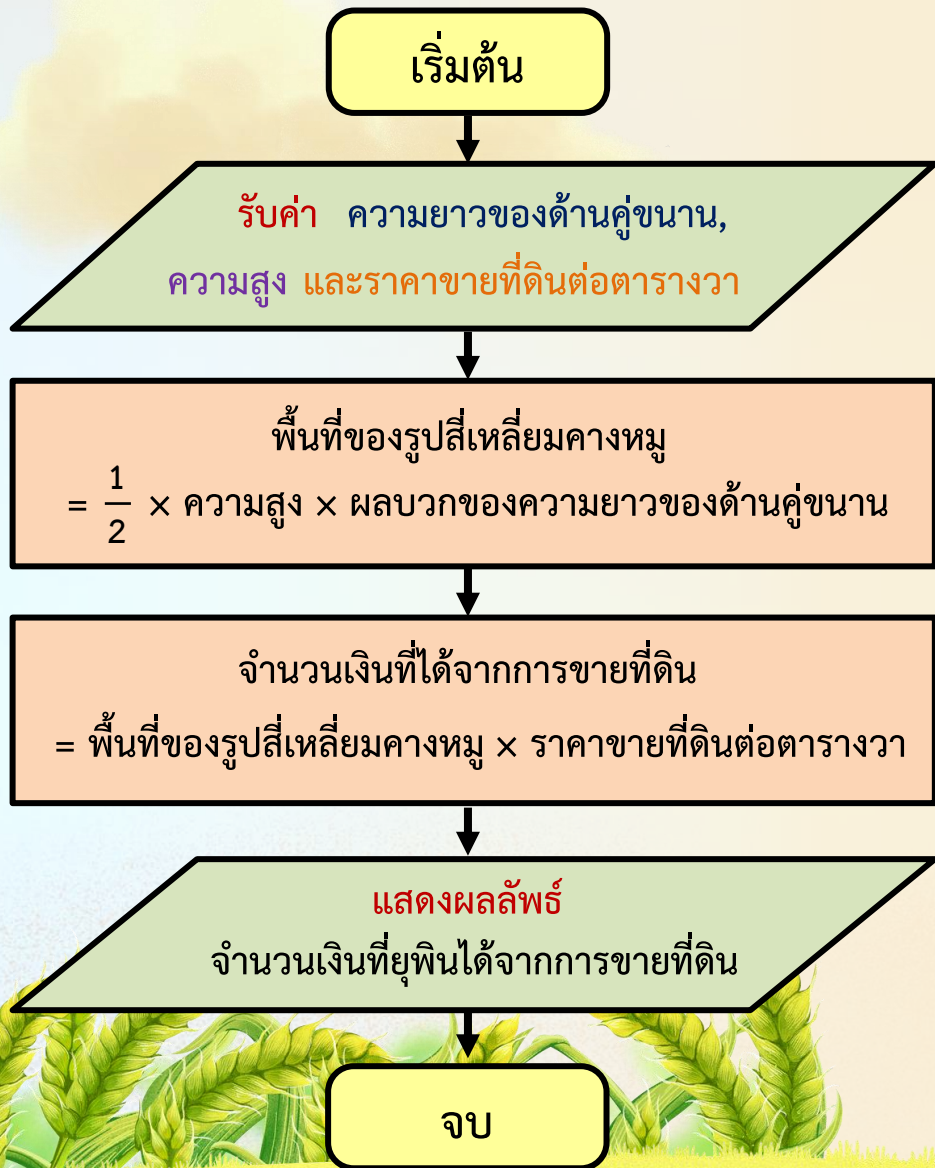 เริ่มต้น
รับค่า ความยาวของด้านคู่ขนาน,
ความสูง และราคาขายที่ดินต่อตารางวา
พื้นที่ของรูปสี่เหลี่ยมคางหมู
= 1/2 × ความสูง × ผลบวกของความยาวของด้านคู่ขนาน
จำนวนเงินที่ได้จากการขายที่ดิน
= พื้นที่ของรูปสี่เหลี่ยมคางหมู × ราคาขายที่ดินต่อตารางวา
แสดงผลลัพธ์
จำนวนเงินที่ยุพินได้จากการขายที่ดิน
จบ